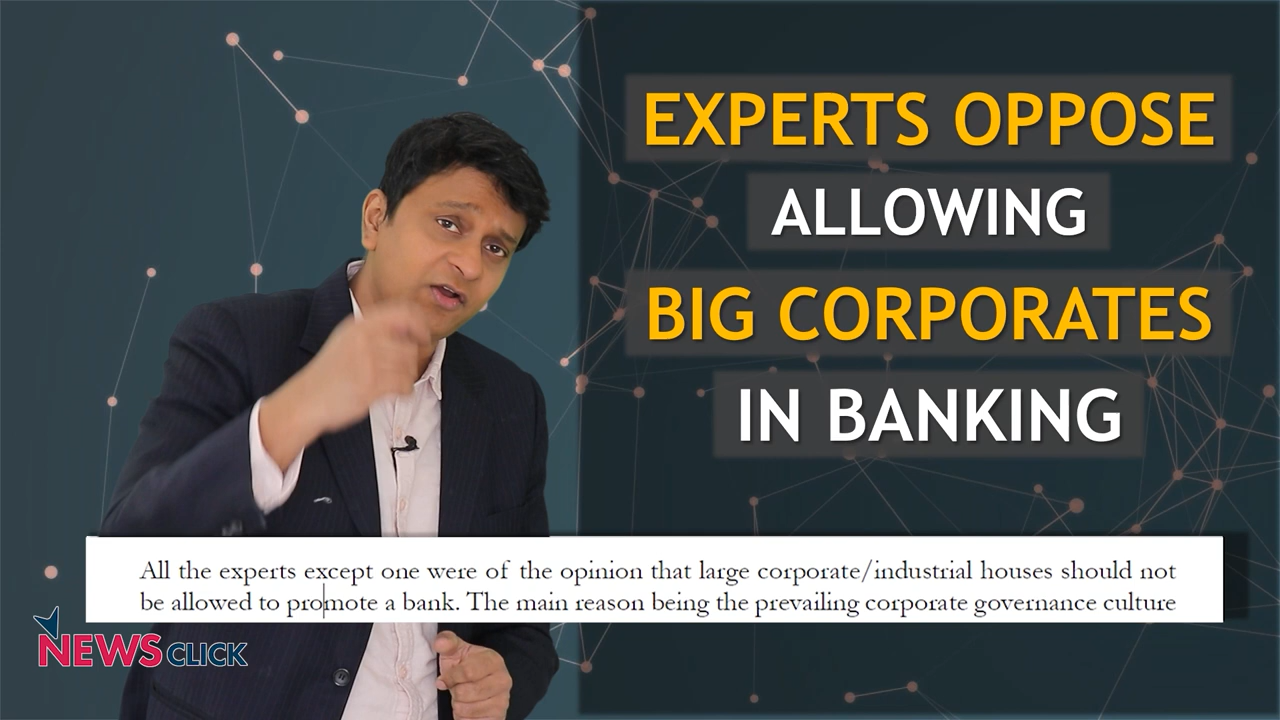 EXPERTS OPPOSE
ALLOWING
BIG CORPORATES
IN BANKING
All the experts except one were of the opinion that large corporate/industrial houses should not
be allowed to promote a bank. The main reason being the prevailing corporate governance culture
NEWSCLICK